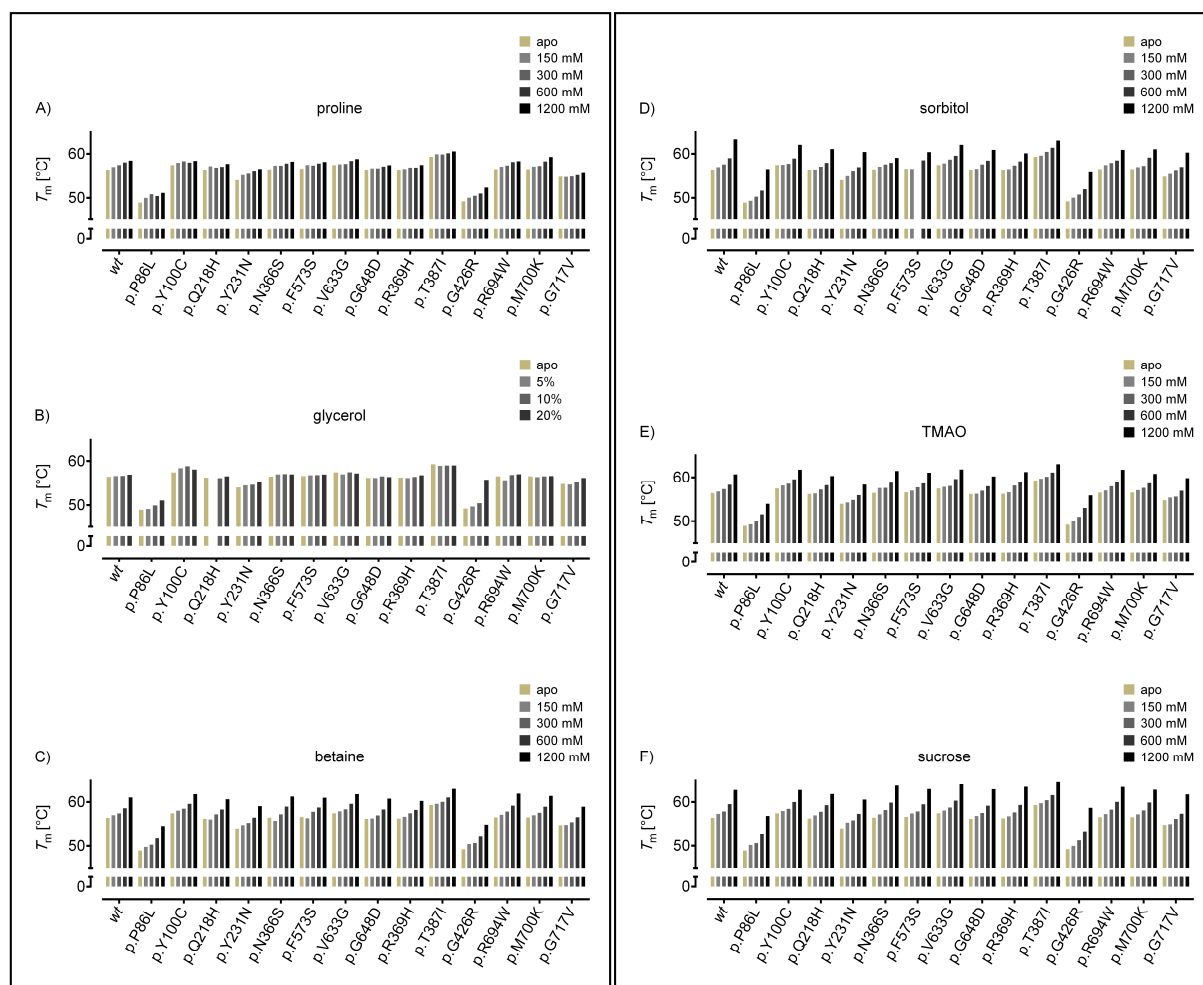 apo
150 mM
300 mM
600 mM
1200 mM
A)
proline
60
50
0
Tm [°C]
wt
p.P86L
p.Y100C
p.Q218H
p.Y231N
p.N366S
p.F573S
p.V633G
p.G648D
p.R369H
p.T387I
p.G426R
p.R694W
p.M700K
p.G717V
apo
5%
10%
20%
B)
glycerol
60
50
0
Tm [°C]
wt
p.P86L
p.Y100C
p.Q218H
p.Y231N
p.N366S
p.F573S
p.V633G
p.G648D
p.R369H
p.T387I
p.G426R
p.R694W
p.M700K
p.G717V
apo
150 mM
300 mM
600 mM
1200 mM
C)
betaine
60
50
0
Tm [°C]
wt
p.P86L
p.Y100C
p.Q218H
p.Y231N
p.N366S
p.F573S
p.V633G
p.G648D
p.R369H
p.T387I
p.G426R
p.R694W
p.M700K
p.G717V
apo
150 mM
300 mM
600 mM
1200 mM
D)
sorbitol
60
50
0
Tm [°C]
wt
p.P86L
p.Y100C
p.Q218H
p.Y231N
p.N366S
p.F573S
p.V633G
p.G648D
p.R369H
p.T387I
p.G426R
p.R694W
p.M700K
p.G717V
apo
150 mM
300 mM
600 mM
1200 mM
E)
TMAO
60
50
0
Tm [°C]
wt
p.P86L
p.Y100C
p.Q218H
p.Y231N
p.N366S
p.F573S
p.V633G
p.G648D
p.R369H
p.T387I
p.G426R
p.R694W
p.M700K
p.G717V
apo
150 mM
300 mM
600 mM
1200 mM
F)
sucrose
60
50
0
Tm [°C]
wt
p.P86L
p.Y100C
p.Q218H
p.Y231N
p.N366S
p.F573S
p.V633G
p.G648D
p.R369H
p.T387I
p.G426R
p.R694W
p.M700K
p.G717V